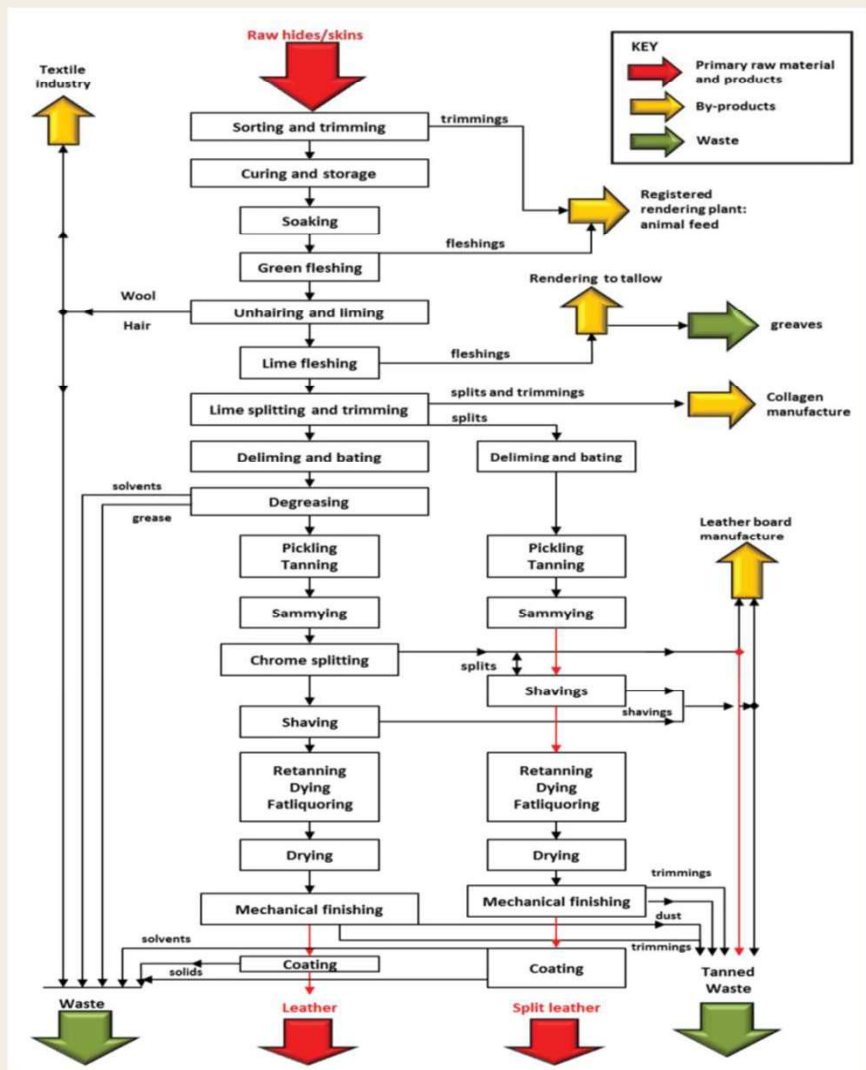 Raw hides/skins
KEY
Primary raw material
and products
By-products
Waste
Textile
industry
Sorting and trimming
trimmings
Curing and storage
Registered
rendering plant:
animal feed
Soaking
fleshings
Green fleshing
Rendering to tallow
Wool
Hair
Unhairing and liming
greaves
Lime fleshing
fleshings
splits and trimmings
Collagen
manufacture
Lime splitting and trimming
splits
Deliming and bating
Deliming and bating
solvents
Degreasing
grease
Leather board
manufacture
Pickling
Tanning
Pickling
Tanning
Sammying
Sammying
Chrome splitting
splits
Shavings
shavings
Shaving
Retanning
Dying
Fatliquoring
Retanning
Dying
Fatliquoring
Drying
Drying
trimmings
Mechanical finishing
Mechanical finishing
dust
solvents
trimmings
Coating
Coating
solids
Tanned
Waste
Waste
Leather
Split leather